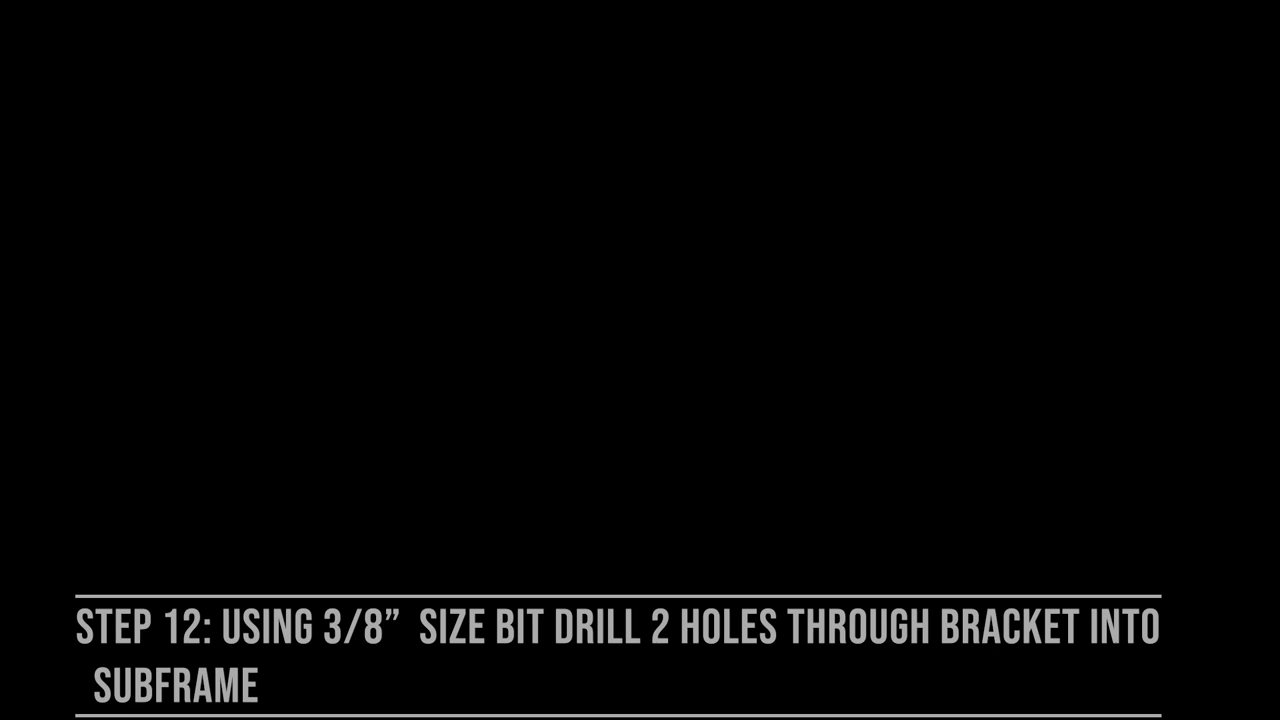 STEP 12: USING 3/8” SIZE BIT DRILL 2 HOLES THROUGH BRACKET INTO
SUBFRAME